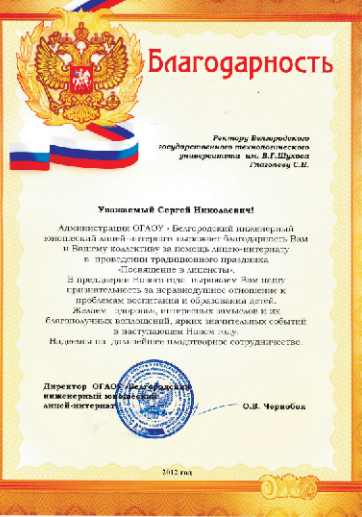 Благодарность
Ректору Белгородского
государственного технологического
университета им. В.Г.Шухова
Глаголеву С.Н.
Уважаемый Сергей Николаевич!
Администрация ОГАОУ « Белгородский инженерный
юношеский лицей-интернат» выражает благодарность Вам
и Вашему коллективу за помощь лицею-интернату
в проведении традиционного праздника
«Посвящение в лицеисты».
В преддверии Нового года выражаем Вам нашу
признательность за неравнодушное отношение к
проблемам воспитания и образования детей.
Желаем здоровья, интересных замыслов и их
благополучных воплощений, ярких значительных событий
в наступающем Новом году.
Надеемся на дальнейшее плодотворное сотрудничество.
Директор ОГАОУ «Белгородский
инженерный юношеский
лицей-интернат»
О.В. Чернобок
2012 год